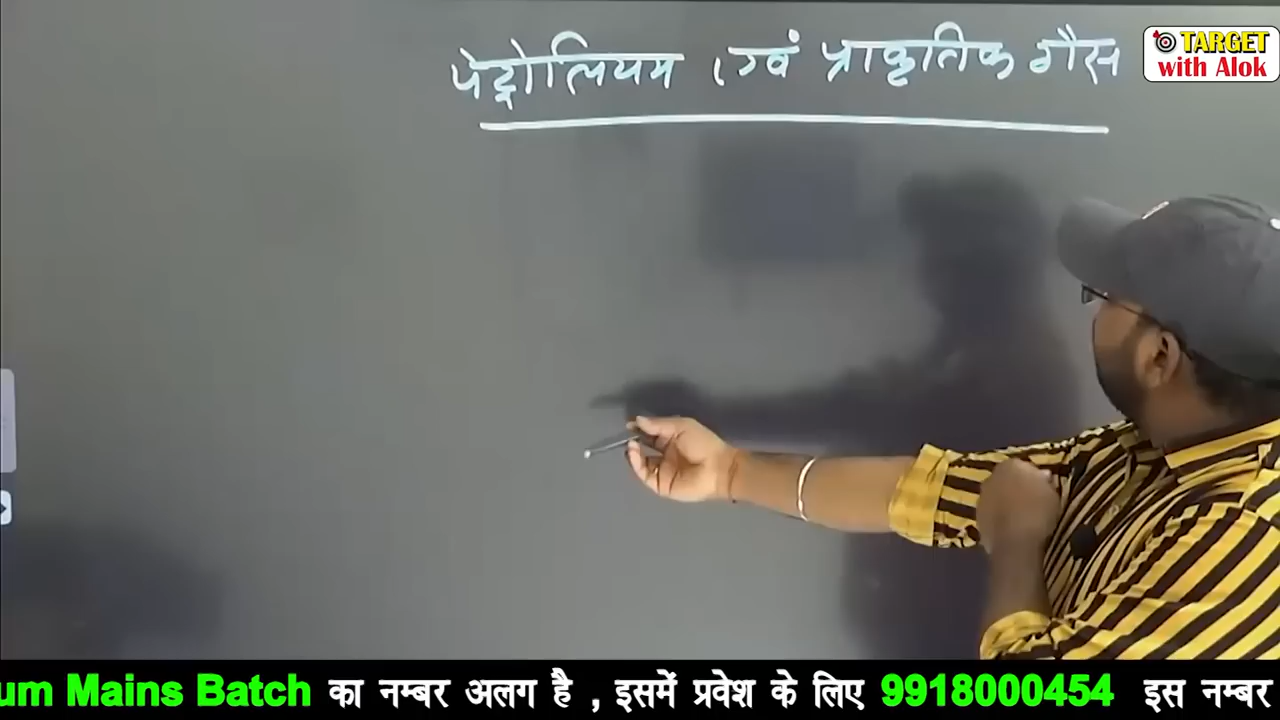 पेट्रोलियम एवं प्राकृतिक गैस
TARGET
with Alok
um Mains Batch का नम्बर अलग है , इसमें प्रवेश के लिए 9918000454 इस नम्बर